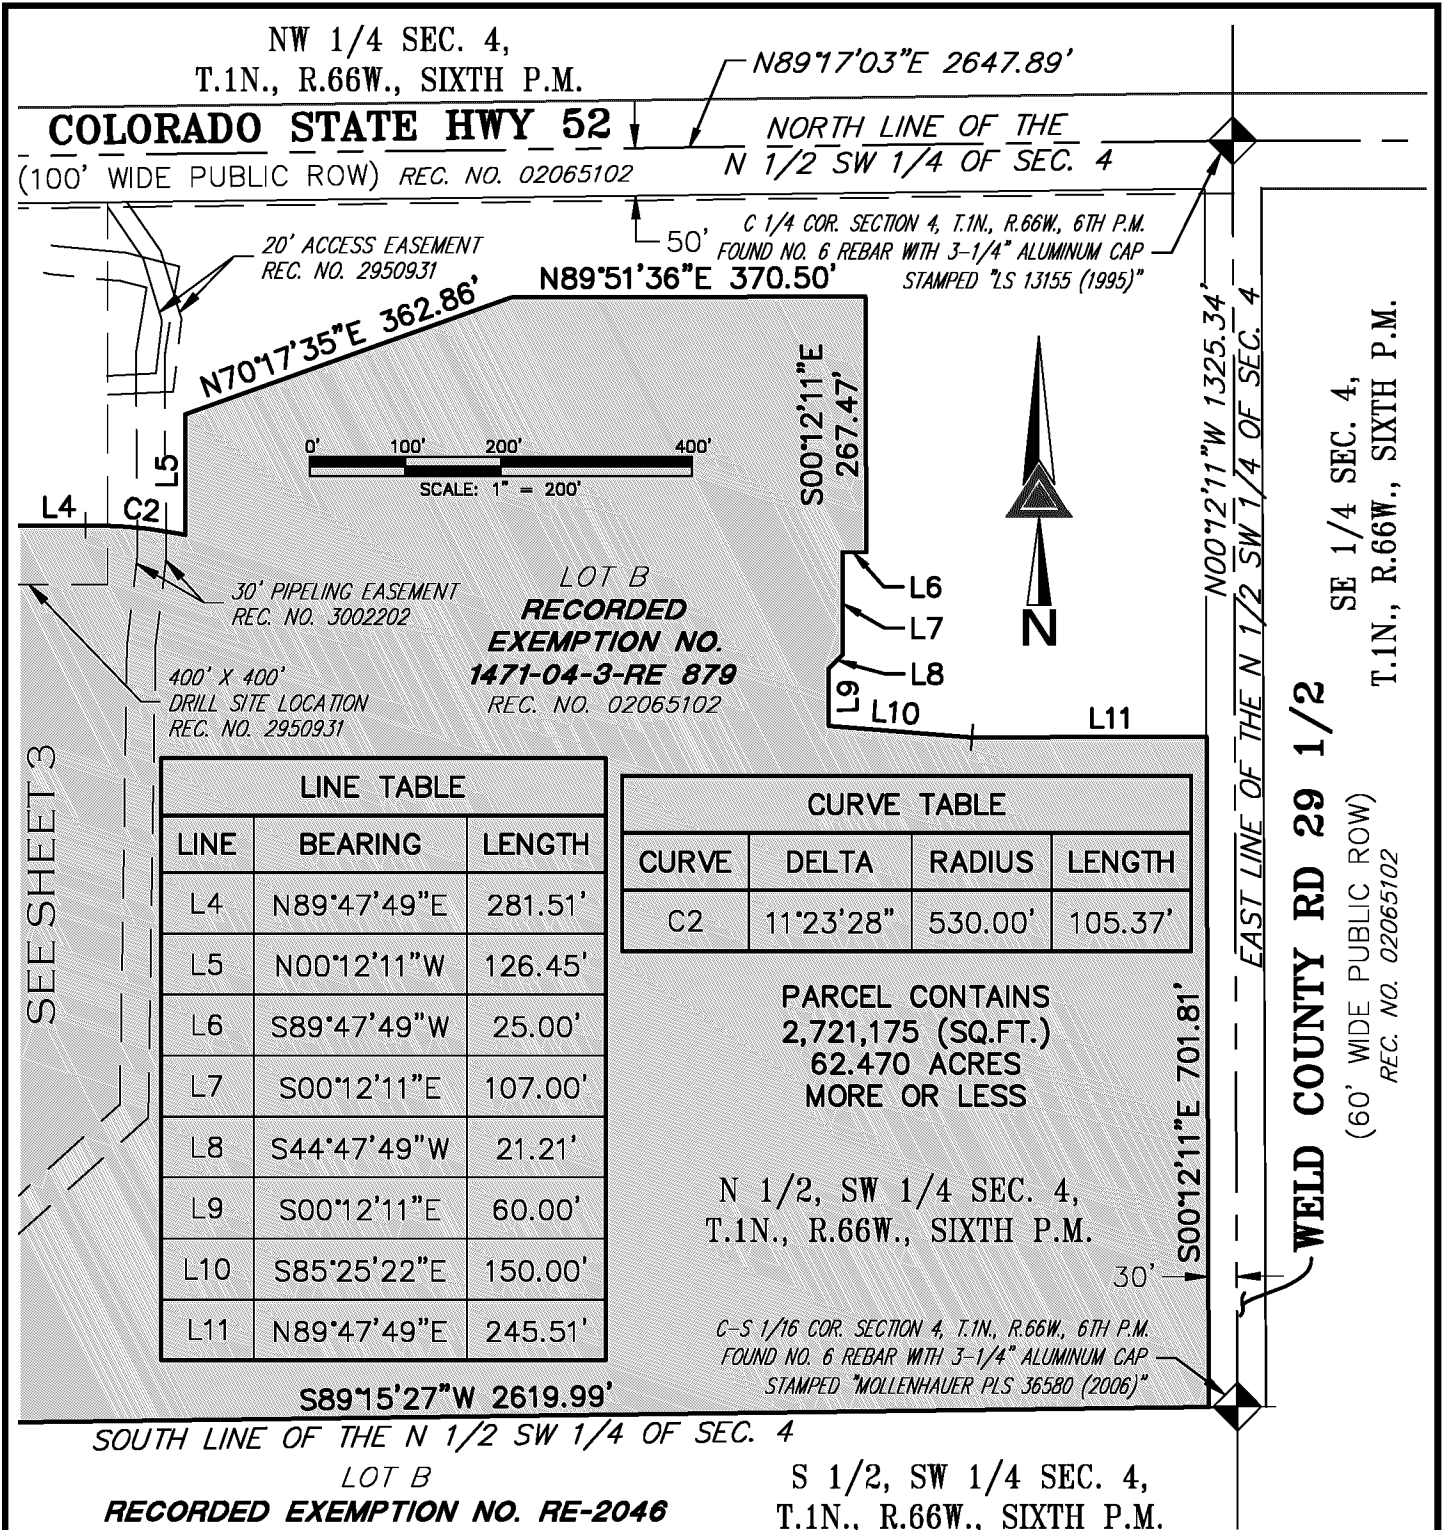 NW 1/4 SEC. 4,
T.1N., R.66W., SIXTH P.M.
N89°17'03"E 2647.89'
COLORADO STATE HWY 52
NORTH LINE OF THE
N 1/2 SW 1/4 OF SEC. 4
(100' WIDE PUBLIC ROW) REC. NO. 02065102
50'
C 1/4 COR. SECTION 4, T.1N., R.66W., 6TH P.M.
FOUND NO. 6 REBAR WITH 3-1/4" ALUMINUM CAP
STAMPED "LS 13155 (1995)"
20' ACCESS EASEMENT
REC. NO. 2950931
N89°51'36"E 370.50'
N70°17'35"E 362.86'
S00°12'11"E
267.47'
N00°12'11"W 1325.34'
EAST LINE OF THE N 1/2 SW 1/4 OF SEC. 4
SE 1/4 SEC. 4,
T.1N., R.66W., SIXTH P.M.
0' 100' 200' 400'
SCALE: 1" = 200'
L5
L4
C2
N
30' PIPELING EASEMENT
REC. NO. 3002202
LOT B
RECORDED
EXEMPTION NO.
1471-04-3-RE 879
REC. NO. 02065102
L6
L7
L8
L9
L10
L11
400' X 400'
DRILL SITE LOCATION
REC. NO. 2950931
SEE SHEET 3
WELD COUNTY RD 29 1/2
(60' WIDE PUBLIC ROW)
REC. NO. 02065102
LINE TABLE
LINE BEARING LENGTH
L4 N89°47'49"E 281.51'
L5 N00°12'11"W 126.45'
L6 S89°47'49"W 25.00'
L7 S00°12'11"E 107.00'
L8 S44°47'49"W 21.21'
L9 S00°12'11"E 60.00'
L10 S85°25'22"E 150.00'
L11 N89°47'49"E 245.51'
CURVE TABLE
CURVE DELTA RADIUS LENGTH
C2 11°23'28" 530.00' 105.37'
PARCEL CONTAINS
2,721,175 (SQ.FT.)
62.470 ACRES
MORE OR LESS
S00°12'11"E 701.81'
N 1/2, SW 1/4 SEC. 4,
T.1N., R.66W., SIXTH P.M.
30'
C-S 1/16 COR. SECTION 4, T.1N., R.66W., 6TH P.M.
FOUND NO. 6 REBAR WITH 3-1/4" ALUMINUM CAP
STAMPED "MOLLENHAUER PLS 36580 (2006)"
S89°15'27"W 2619.99'
SOUTH LINE OF THE N 1/2 SW 1/4 OF SEC. 4
LOT B
RECORDED EXEMPTION NO. RE-2046
S 1/2, SW 1/4 SEC. 4,
T.1N., R.66W., SIXTH P.M.